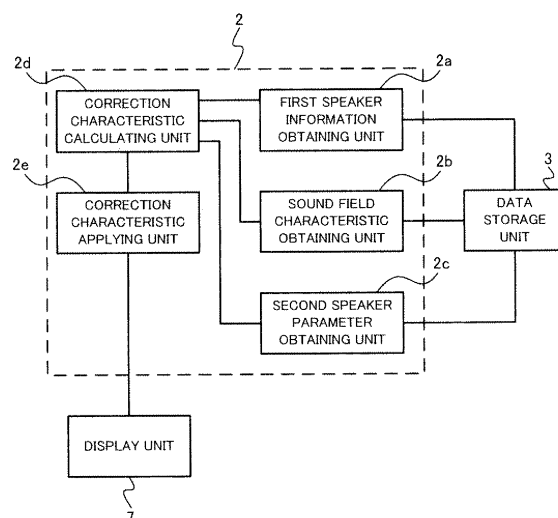 2
2d
2a
CORRECTION
CHARACTERISTIC
CALCULATING UNIT
FIRST SPEAKER
INFORMATION
OBTAINING UNIT
2e
2b
3
CORRECTION
CHARACTERISTIC
APPLYING UNIT
SOUND FIELD
CHARACTERISTIC
OBTAINING UNIT
DATA
STORAGE
UNIT
2c
SECOND SPEAKER
PARAMETER
OBTAINING UNIT
DISPLAY UNIT
7